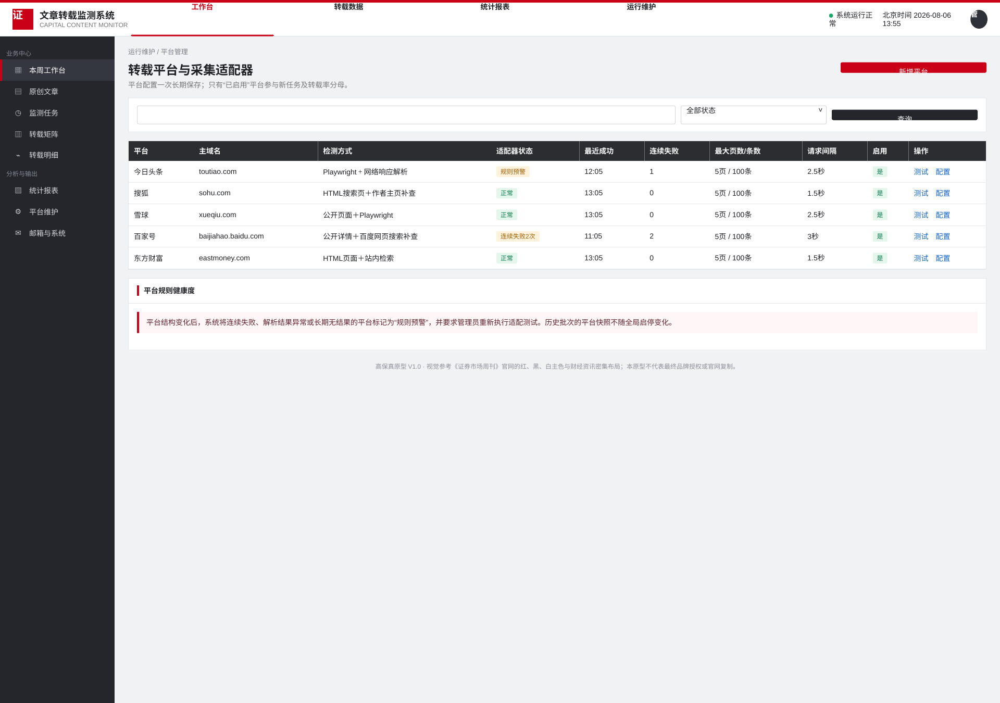 证
文章转载监测系统
CAPITAL CONTENT MONITOR
工作台 转载数据 统计报表 运行维护
系统运行正
常
北京时间 2026-08-06
13:55
管
业务中心
本周工作台
原创文章
监测任务
转载矩阵
转载明细
分析与输出
统计报表
平台维护
邮箱与系统
运行维护 / 平台管理
转载平台与采集适配器
新增平台
平台配置一次长期保存；只有“已启用”平台参与新任务及转载率分母。
全部状态
查询
平台 主域名 检测方式 适配器状态 最近成功 连续失败 最大页数/条数 请求间隔 启用 操作
今日头条 toutiao.com Playwright＋网络响应解析 规则预警 12:05 1 5页 / 100条 2.5秒 是 测试 配置
搜狐 sohu.com HTML搜索页＋作者主页补查 正常 13:05 0 5页 / 100条 1.5秒 是 测试 配置
雪球 xueqiu.com 公开页面＋Playwright 正常 13:05 0 5页 / 100条 2.5秒 是 测试 配置
百家号 baijiahao.baidu.com 公开详情＋百度网页搜索补查 连续失败2次 11:05 2 5页 / 100条 3秒 是 测试 配置
东方财富 eastmoney.com HTML页面＋站内检索 正常 13:05 0 5页 / 100条 1.5秒 是 测试 配置
平台规则健康度
平台结构变化后，系统将连续失败、解析结果异常或长期无结果的平台标记为“规则预警”，并要求管理员重新执行适配测试。历史批次的平台快照不随全局启停变化。
高保真原型 V1.0 · 视觉参考《证券市场周刊》官网的红、黑、白主色与财经资讯密集布局；本原型不代表最终品牌授权或官网复制。